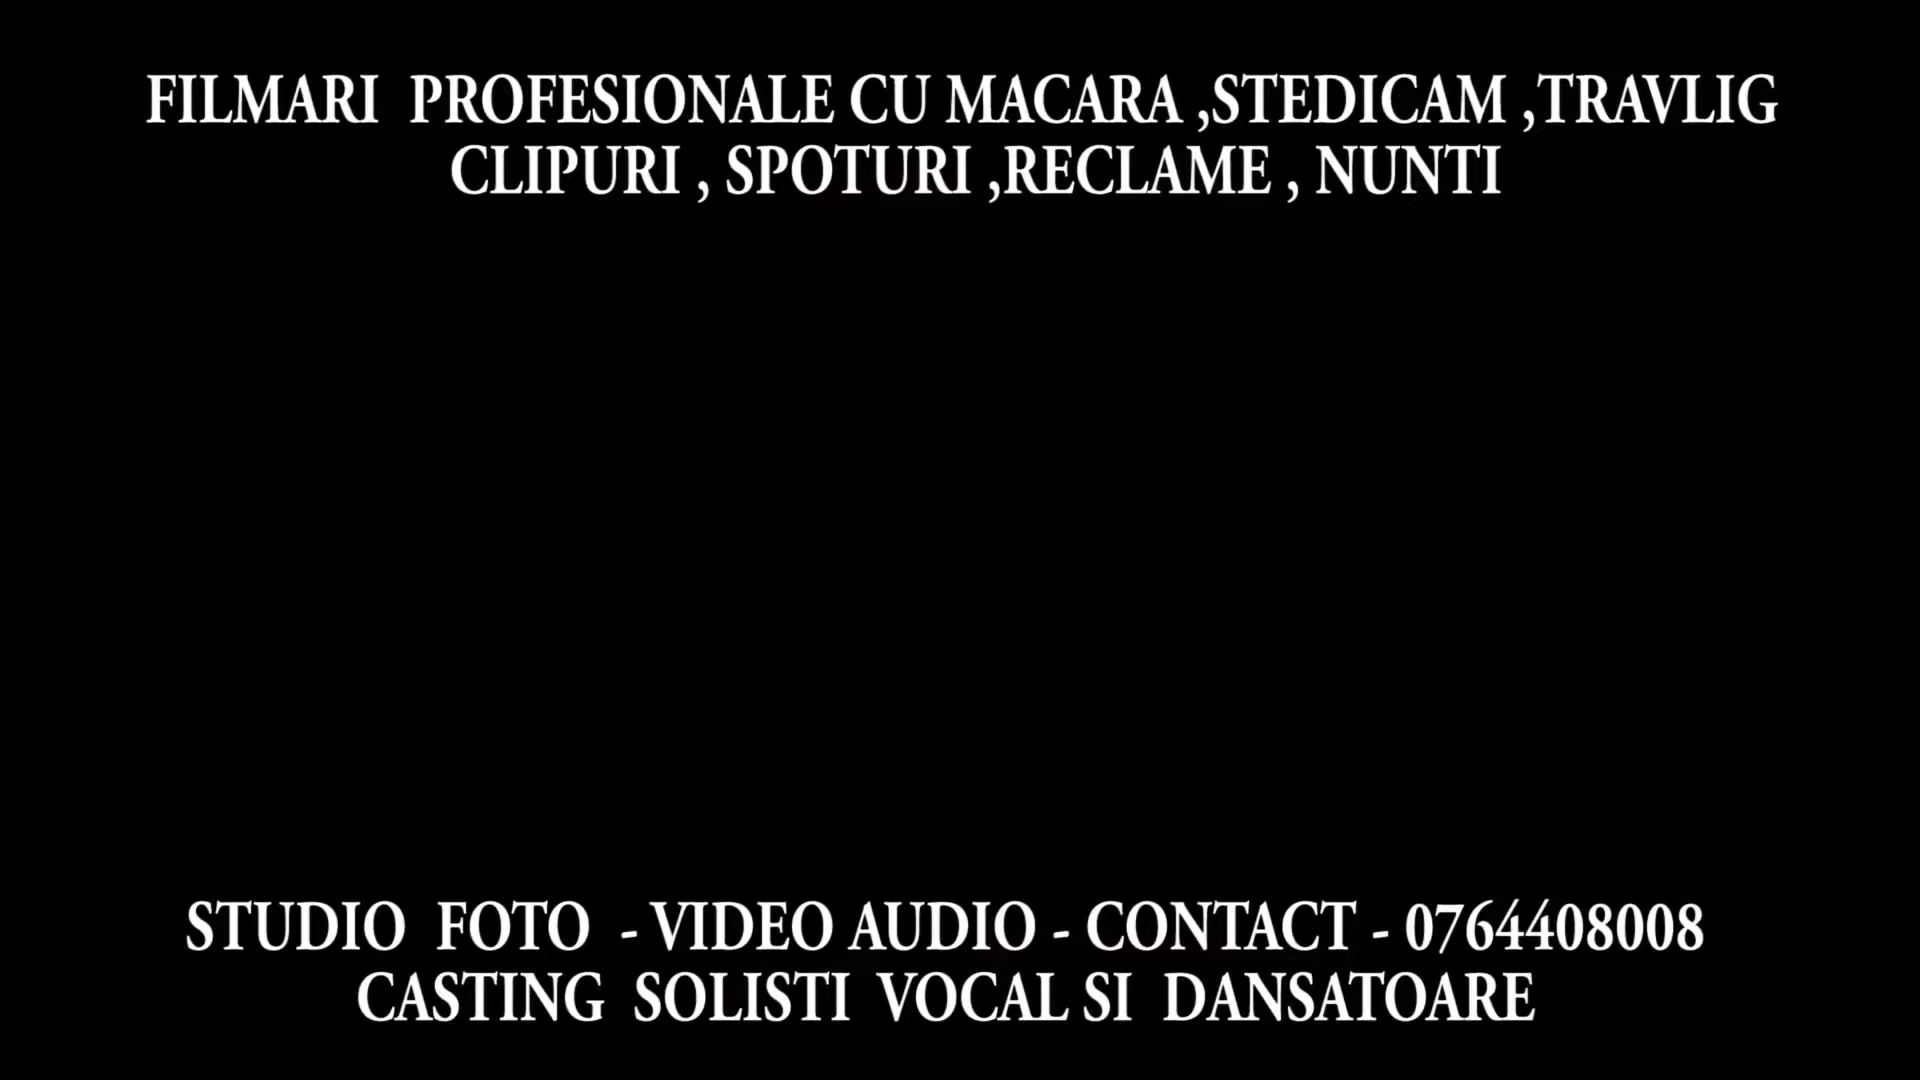 FILMARI PROFESIONALE CU MACARA ,STEDICAM ,TRAVLIG
CLIPURI , SPOTURI ,RECLAME , NUNTI
STUDIO FOTO - VIDEO AUDIO - CONTACT - 0764408008
CASTING SOLISTI VOCAL SI DANSATOARE